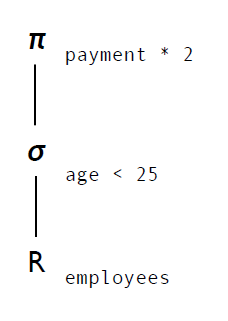 π payment * 2
σ age < 25
R employees